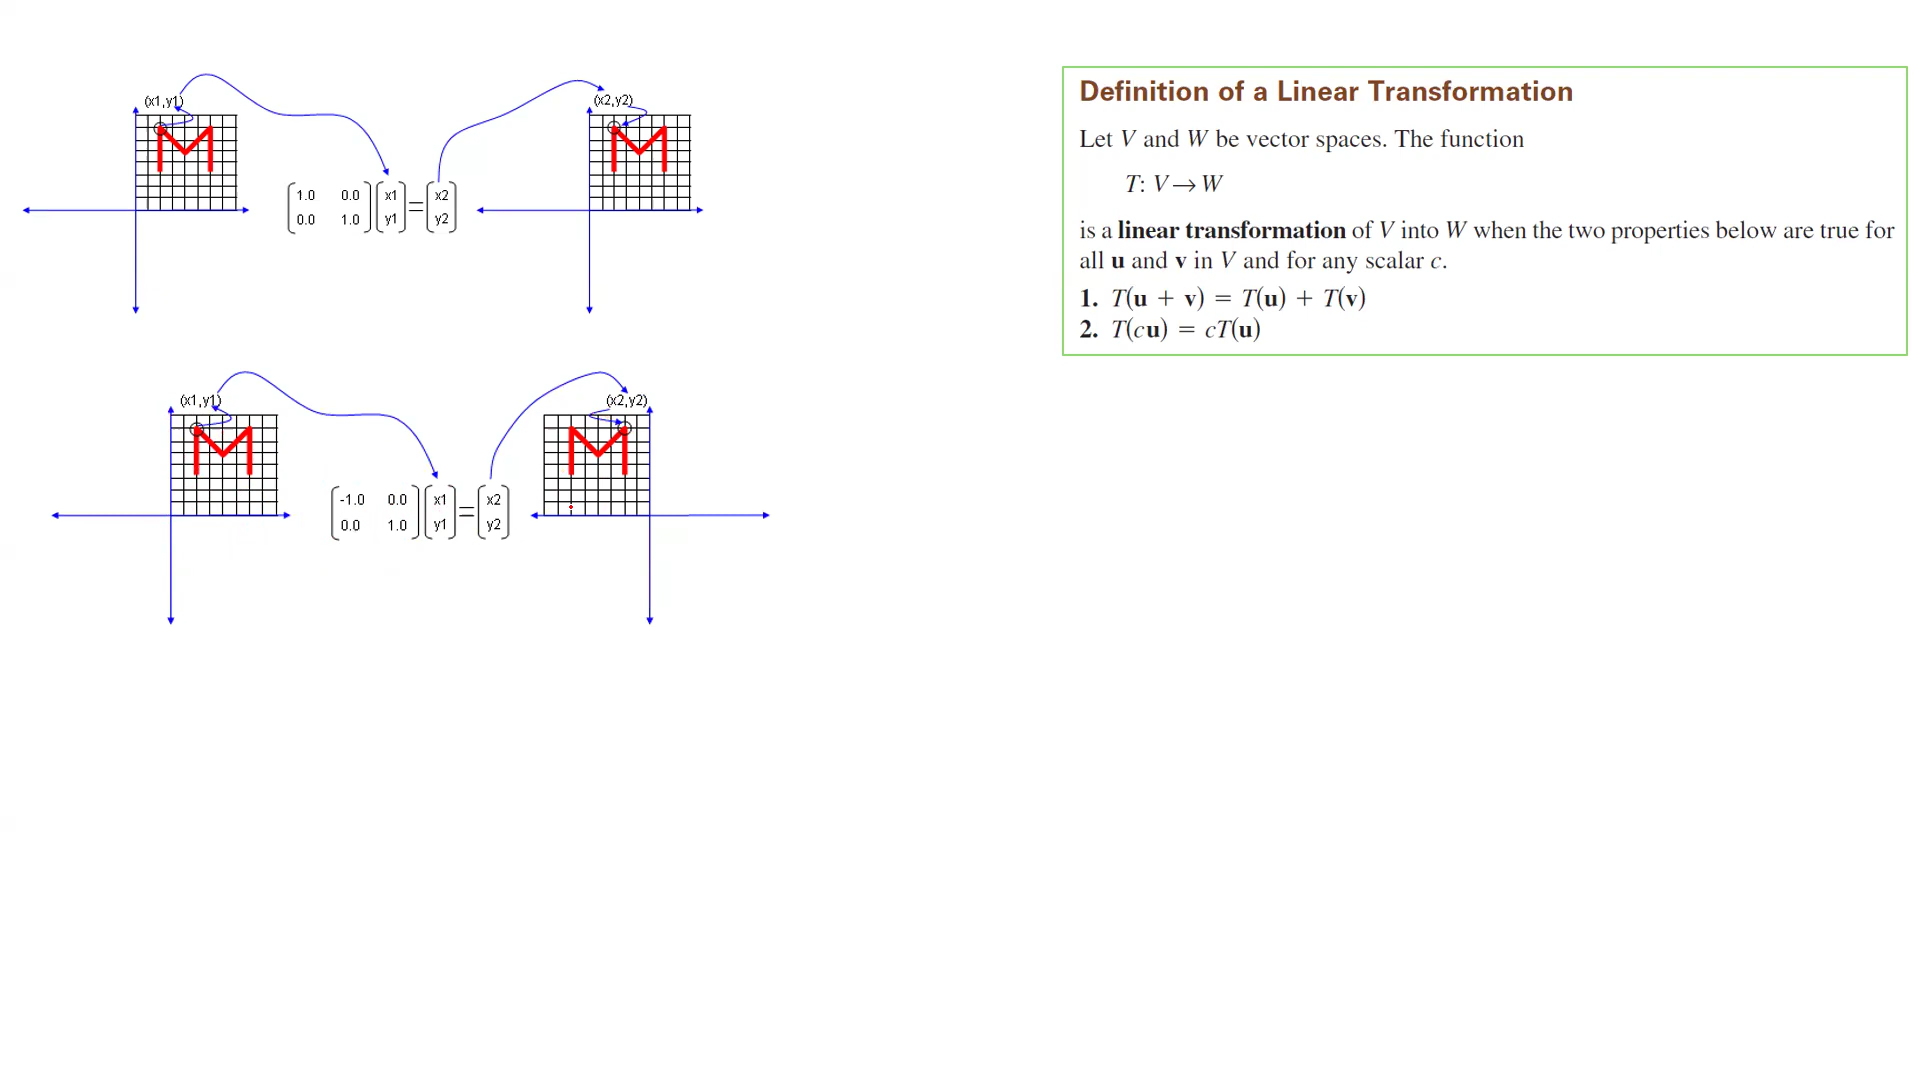 (x1,y1)
(x2,y2)
1.0 0.0 x1 = x2
0.0 1.0 y1 y2
(x1,y1)
(x2,y2)
-1.0 0.0 x1 = x2
0.0 1.0 y1 y2
Definition of a Linear Transformation
Let V and W be vector spaces. The function
T: V→W
is a linear transformation of V into W when the two properties below are true for
all u and v in V and for any scalar c.
1. T(u + v) = T(u) + T(v)
2. T(cu) = cT(u)